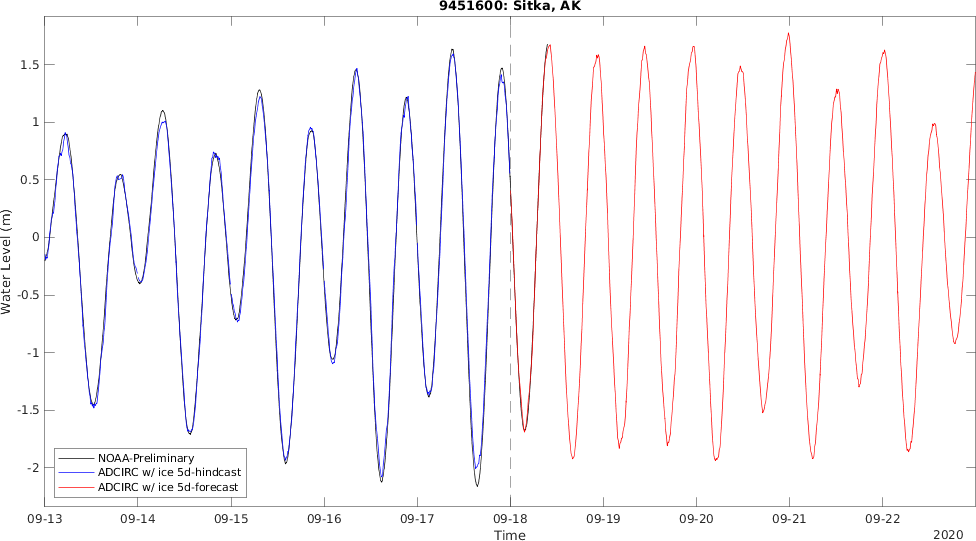 9451600: Sitka, AK
Water Level (m)
1.5
1
0.5
0
-0.5
-1
-1.5
-2
NOAA-Preliminary
ADCIRC w/ ice 5d-hindcast
ADCIRC w/ ice 5d-forecast
09-13 09-14 09-15 09-16 09-17 09-18 09-19 09-20 09-21 09-22
Time
2020